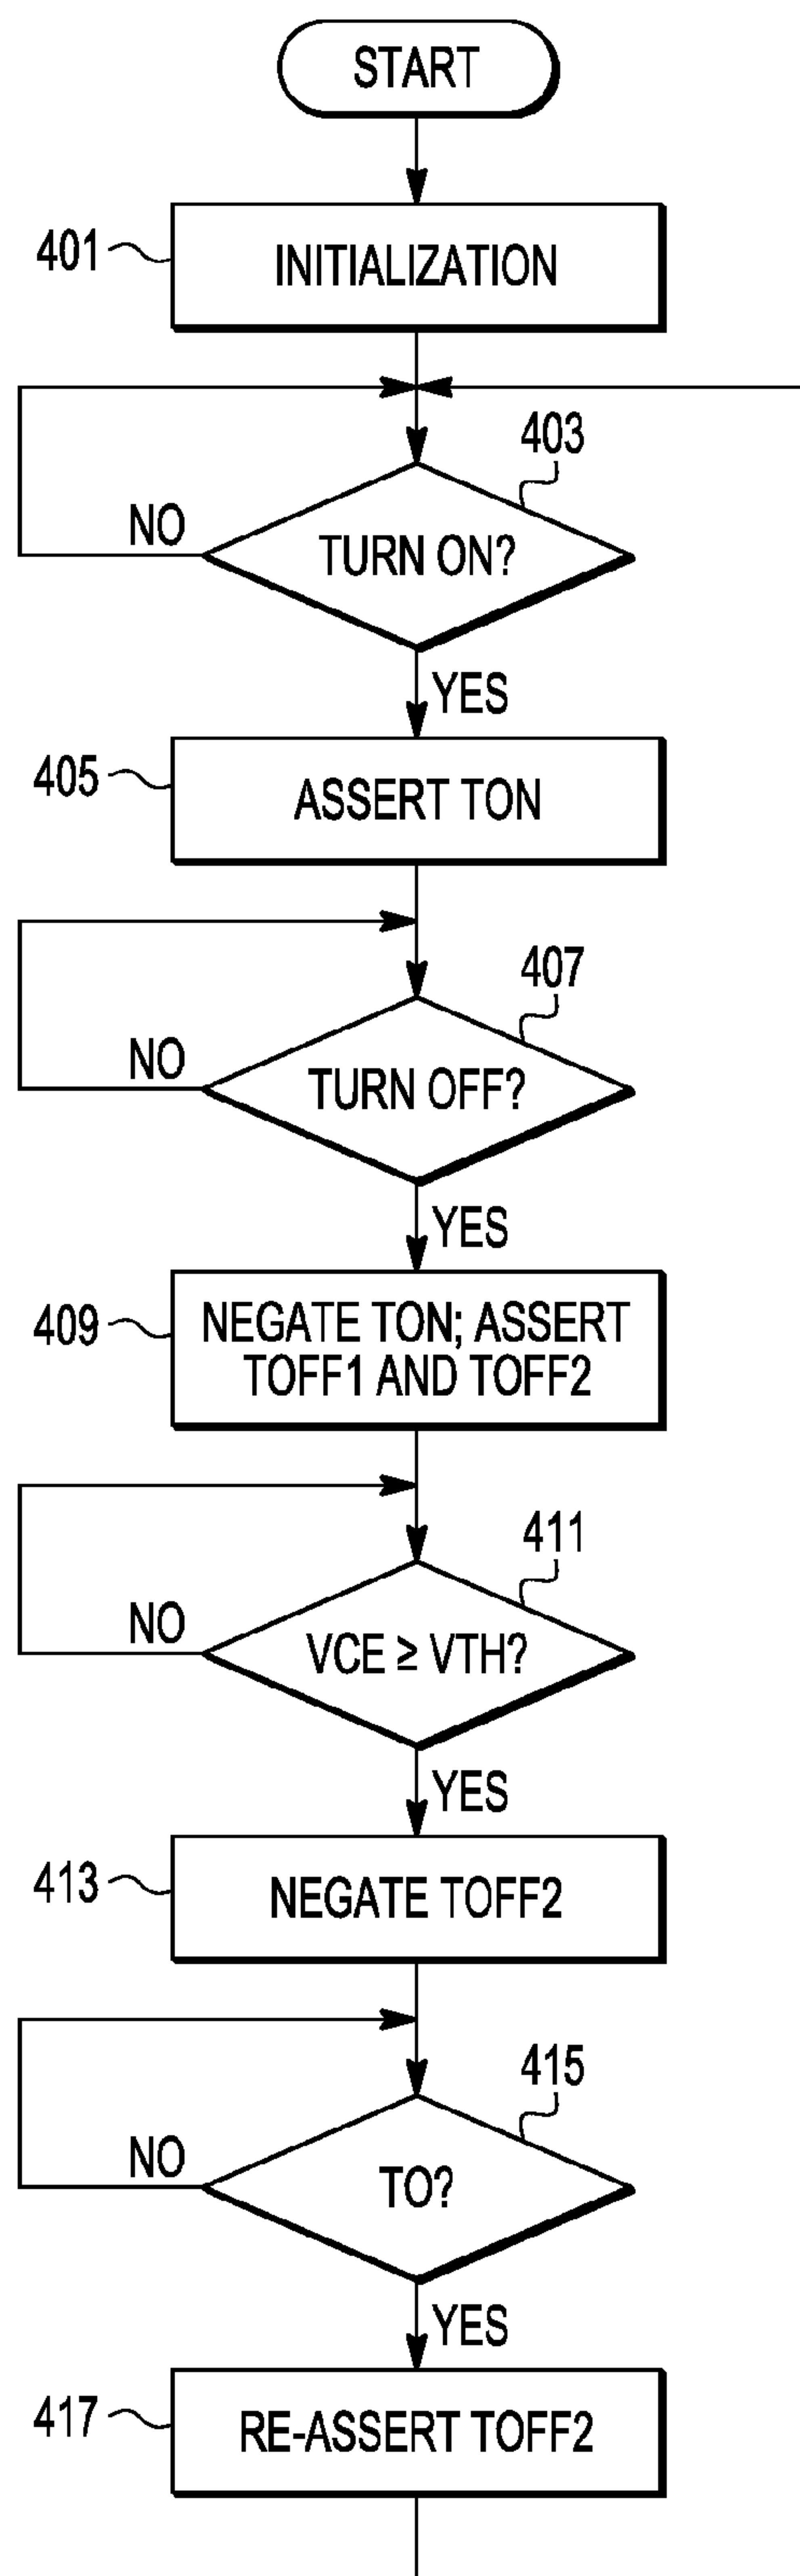 START
401
INITIALIZATION
403
NO
TURN ON?
YES
405
ASSERT TON
407
NO
TURN OFF?
YES
409
NEGATE TON; ASSERT
TOFF1 AND TOFF2
411
NO
VCE ≥ VTH?
YES
413
NEGATE TOFF2
415
NO
TO?
YES
417
RE-ASSERT TOFF2